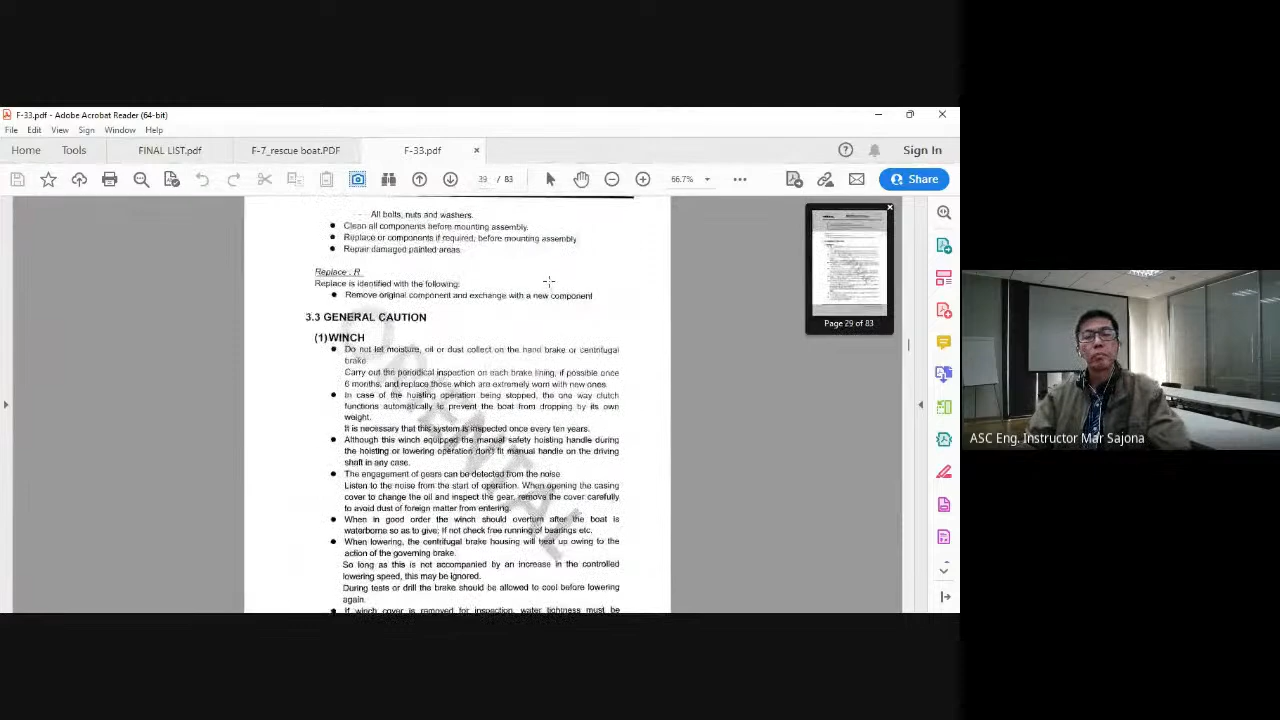 F-33.pdf - Adobe Acrobat Reader (64-bit)
File Edit View Sign Window Help
Home Tools FINAL LIST.pdf F-7_rescue boat.PDF F-33.pdf × Sign In
39 / 83 66.7% Share
All bolts, nuts and washers.
● Clean all components before mounting assembly.
● Replace or components if required, before mounting assembly
● Repair damaged painted areas.
Replace : R
Replace is identified with the following:
● Remove original component and exchange with a new component
3.3 GENERAL CAUTION
(1)WINCH
● Do not let moisture, oil or dust collect on the hand brake or centrifugal
brake.
Carry out the periodical inspection on each brake lining, if possible once
6 months, and replace those which are extremely worn with new ones.
● In case of the hoisting operation being stopped, the one way clutch
functions automatically to prevent the boat from dropping by its own
weight.
It is necessary that this system is inspected once every ten years.
● Although this winch equipped the manual safety hoisting handle during
the hoisting or lowering operation don't fit manual handle on the driving
shaft in any case.
● The engagement of gears can be detected from the noise
Listen to the noise from the start of operation. When opening the casing
cover to change the oil and inspect the gear, remove the cover carefully
to avoid dust of foreign matter from entering.
● When in good order the winch should overturn after the boat is
waterborne so as to give; If not check free running of bearings etc.
● When lowering, the centrifugal brake housing will heat up owing to the
action of the governing brake.
So long as this is not accompanied by an increase in the controlled
lowering speed, this may be ignored.
During tests or drill the brake should be allowed to cool before lowering
again.
● If winch cover is removed for inspection, water tightness must be
Page 29 of 83
ASC Eng. Instructor Mar Sajona